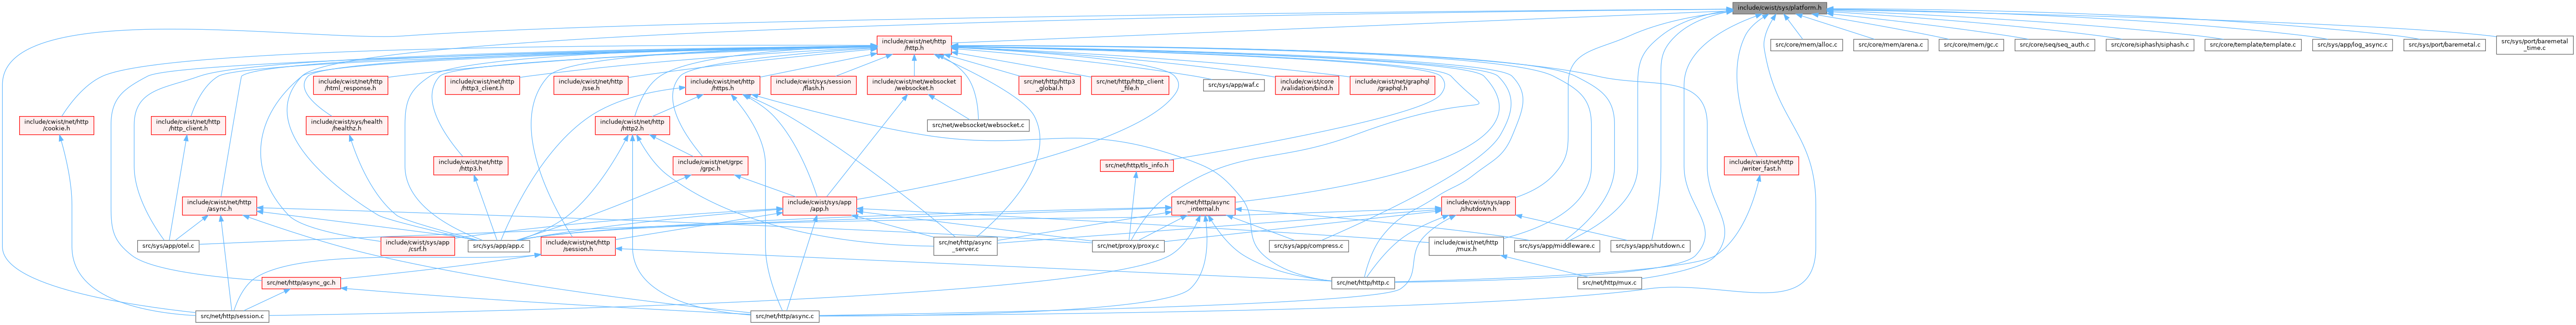 include/cwist/sys/platform.h
include/cwist/net/http
/http.h
src/core/mem/alloc.c
src/core/mem/arena.c
src/core/mem/gc.c
src/core/seq/seq_auth.c
src/core/siphash/siphash.c
src/core/template/template.c
src/sys/app/log_async.c
src/sys/port/baremetal.c
src/sys/port/baremetal
_time.c
include/cwist/net/http
/html_response.h
include/cwist/net/http
/http3_client.h
include/cwist/net/http
/sse.h
include/cwist/net/http
/https.h
include/cwist/sys/session
/flash.h
include/cwist/net/websocket
/websocket.h
src/net/http/http3
_global.h
src/net/http/http_client
_file.h
src/sys/app/waf.c
include/cwist/core
/validation/bind.h
include/cwist/net/graphql
/graphql.h
include/cwist/net/http
/cookie.h
include/cwist/net/http
/http_client.h
include/cwist/sys/health
/healthz.h
include/cwist/net/http
/http2.h
src/net/websocket/websocket.c
include/cwist/net/http
/http3.h
include/cwist/net/grpc
/grpc.h
src/net/http/tls_info.h
include/cwist/net/http
/writer_fast.h
include/cwist/net/http
/async.h
include/cwist/sys/app
/app.h
src/net/http/async
_internal.h
include/cwist/sys/app
/shutdown.h
src/sys/app/otel.c
include/cwist/sys/app
/csrf.h
src/sys/app/app.c
include/cwist/net/http
/session.h
src/net/http/async
_server.c
src/net/proxy/proxy.c
src/sys/app/compress.c
include/cwist/net/http
/mux.h
src/sys/app/middleware.c
src/sys/app/shutdown.c
src/net/http/async_gc.h
src/net/http/http.c
src/net/http/mux.c
src/net/http/session.c
src/net/http/async.c